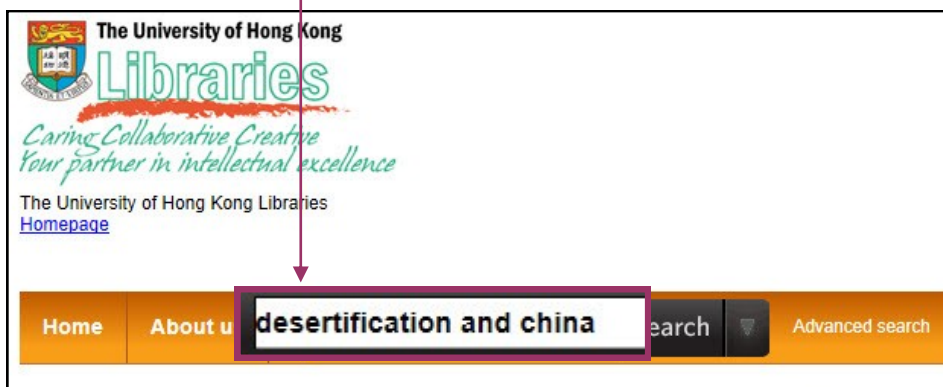 The University of Hong Kong
Libraries
Caring Collaborative Creative
Your partner in intellectual excellence
The University of Hong Kong Libraries
Homepage
Home About u desertification and china earch Advanced search